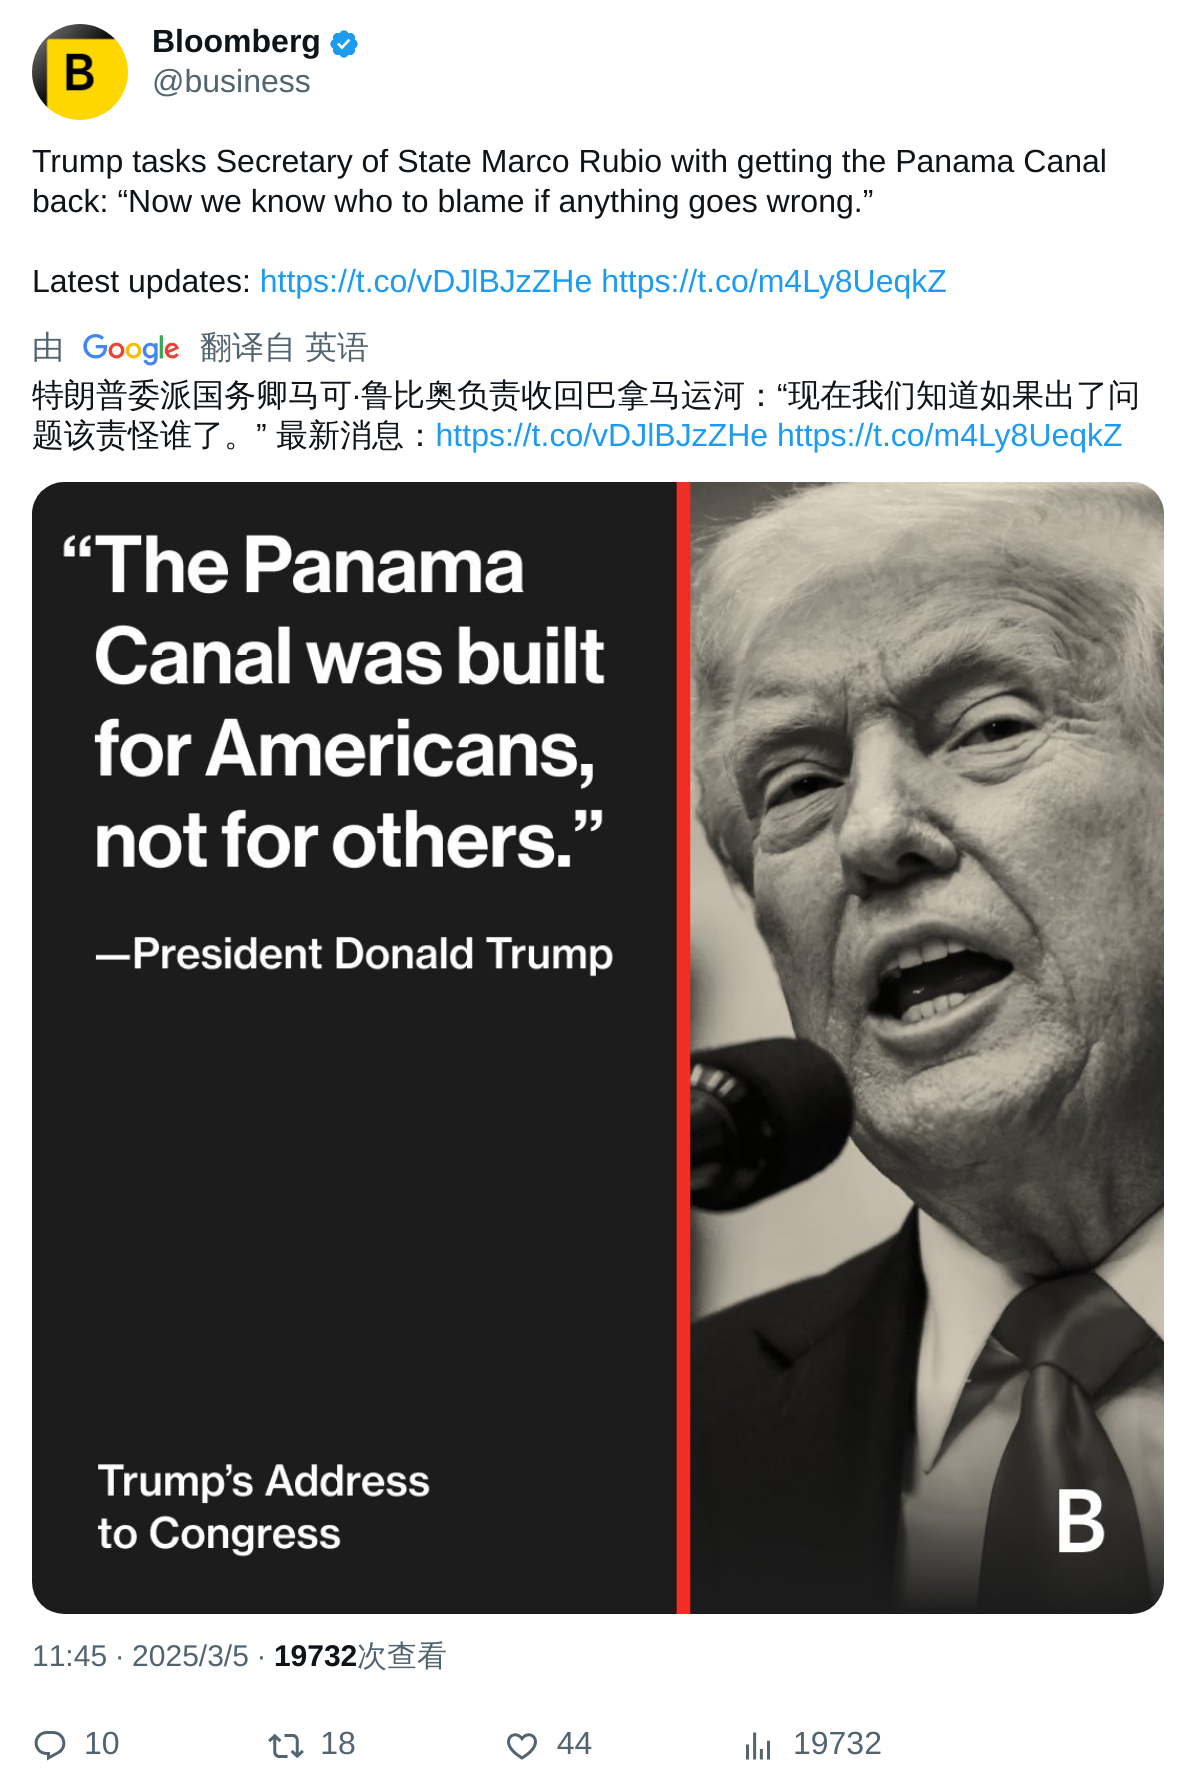 B
Bloomberg
@business
Trump tasks Secretary of State Marco Rubio with getting the Panama Canal
back: “Now we know who to blame if anything goes wrong.”
Latest updates: https://t.co/vDJlBJzZHe https://t.co/m4Ly8UeqkZ
由 Google 翻译自 英语
特朗普委派国务卿马可·鲁比奥负责收回巴拿马运河：“现在我们知道如果出了问
题该责怪谁了。” 最新消息：https://t.co/vDJlBJzZHe https://t.co/m4Ly8UeqkZ
“The Panama
Canal was built
for Americans,
not for others.”
—President Donald Trump
Trump’s Address
to Congress
B
11:45 · 2025/3/5 · 19732次查看
10 18 44 19732